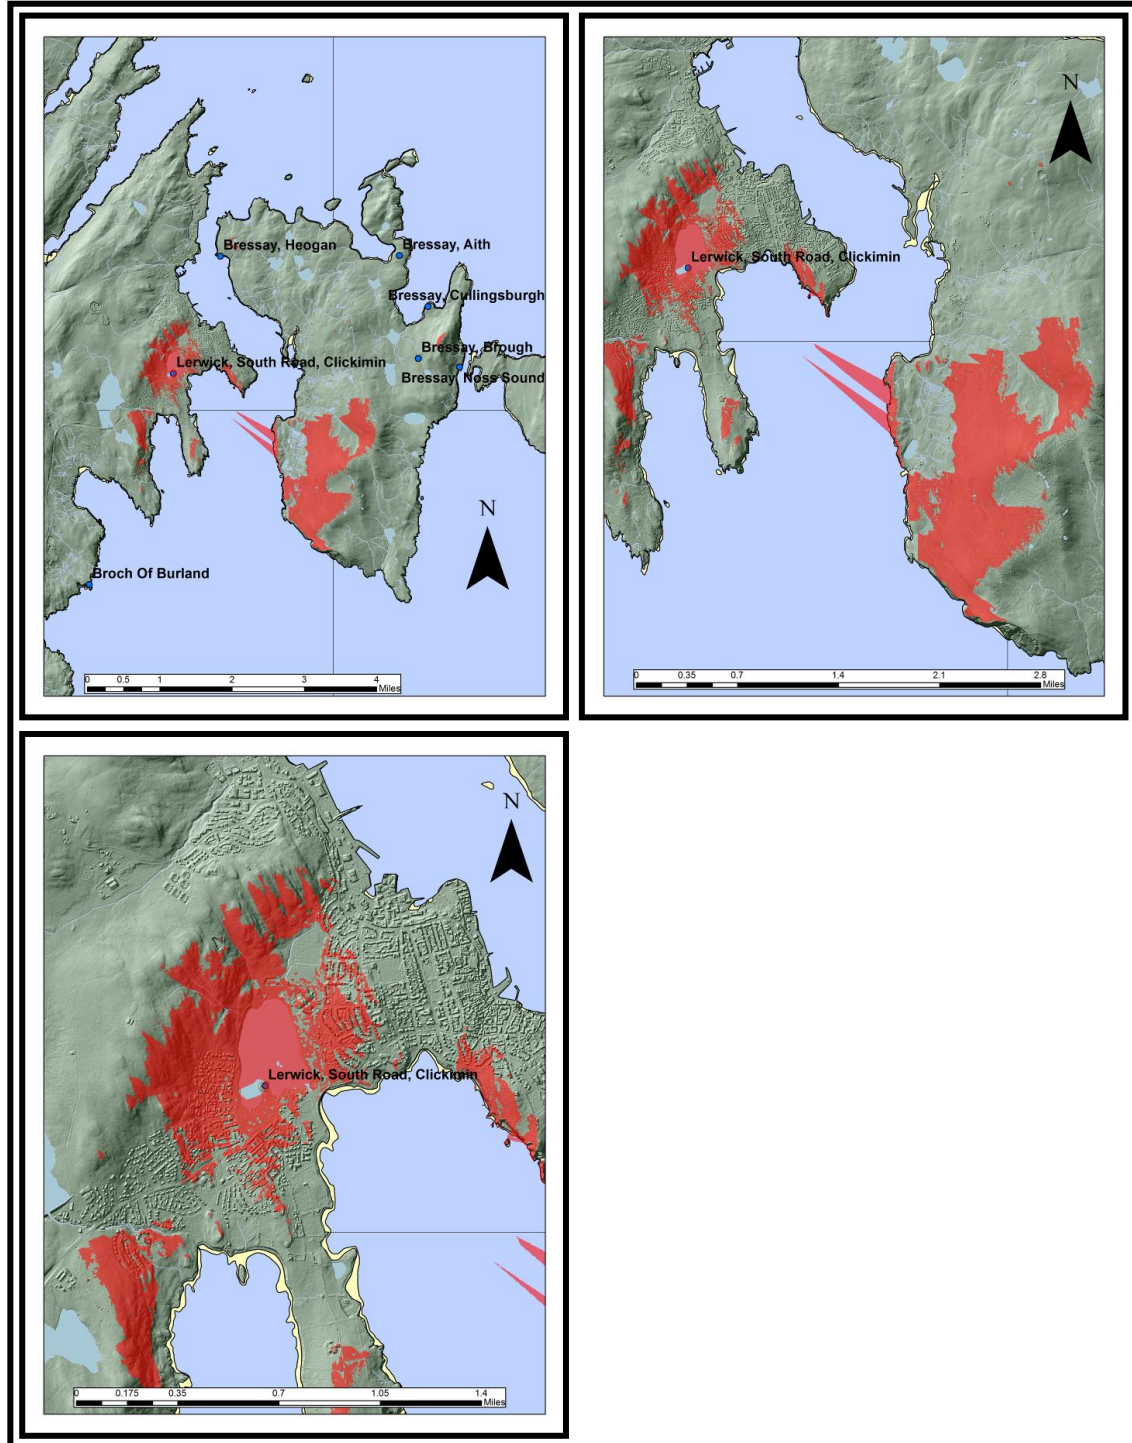 Bressay, Heogan
Bressay, Aith
Bressay, Cullingsburgh
Bressay, Brough
Lerwick, South Road, Clickimin
Bressay, Noss Sound
N
Broch Of Burland
0 0.5 1 2 3 4
Miles
N
Lerwick, South Road, Clickimin
0 0.35 0.7 1.4 2.1 2.8
Miles
N
Lerwick, South Road, Clickimin
0 0.175 0.35 0.7 1.05 1.4
Miles